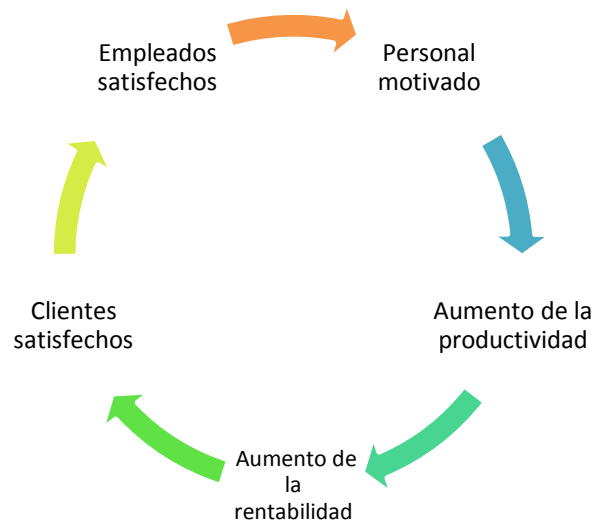 Empleados
satisfechos
Personal
motivado
Aumento de la
productividad
Aumento de
la
rentabilidad
Clientes
satisfechos